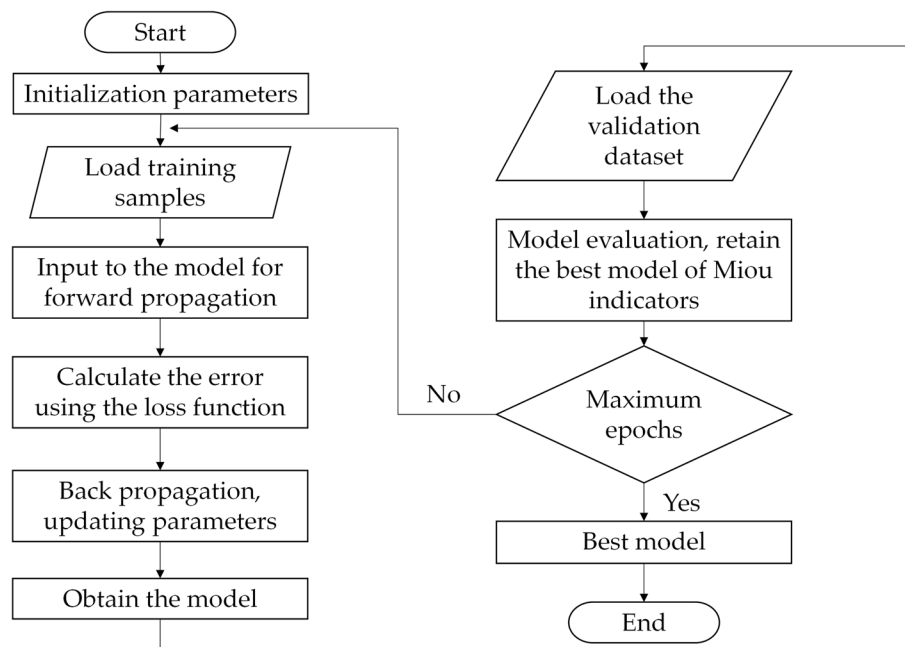 Start
Initialization parameters
Load training
samples
Input to the model for
forward propagation
Calculate the error
using the loss function
Back propagation,
updating parameters
Obtain the model
Load the
validation
dataset
Model evaluation, retain
the best model of Miou
indicators
Maximum
epochs
No
Yes
Best model
End